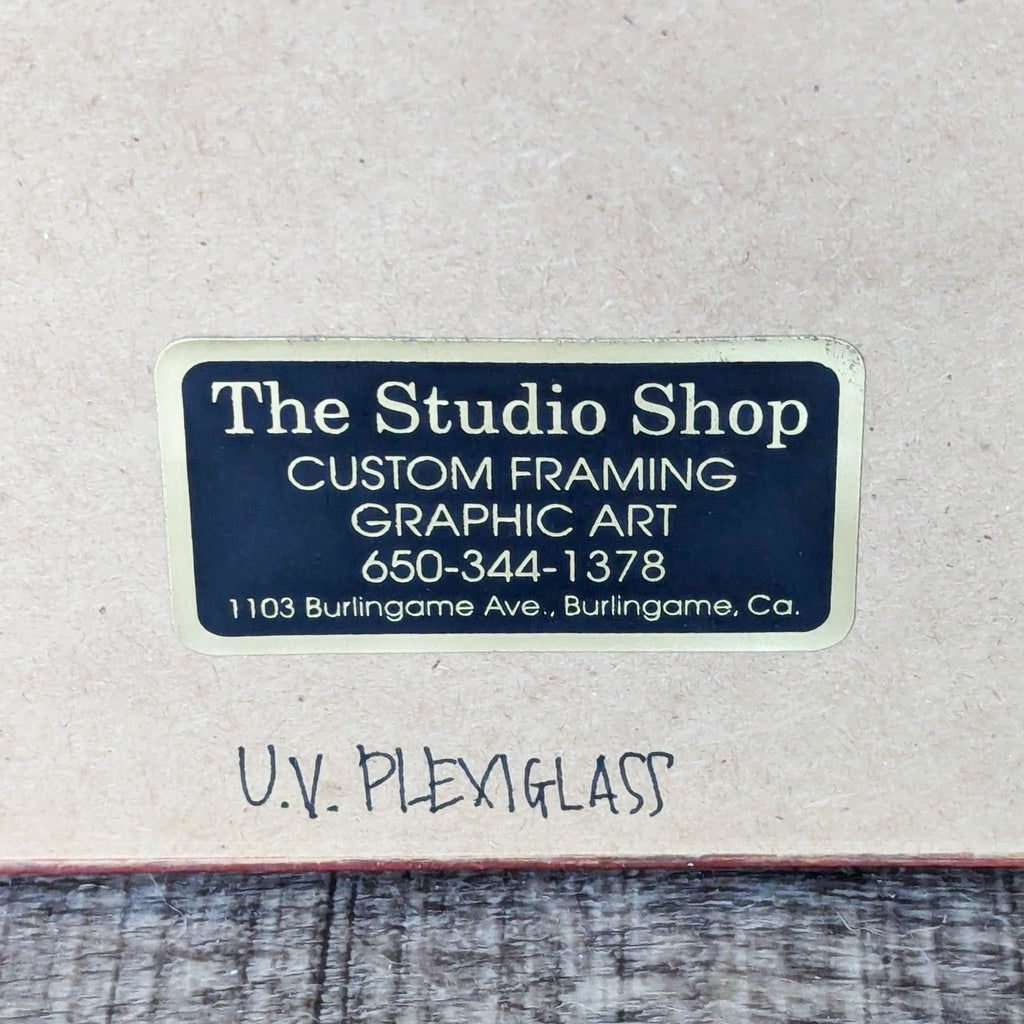 The Studio Shop
CUSTOM FRAMING
GRAPHIC ART
650-344-1378
1103 Burlingame Ave., Burlingame, Ca.
U.V. PLEXIGLASS